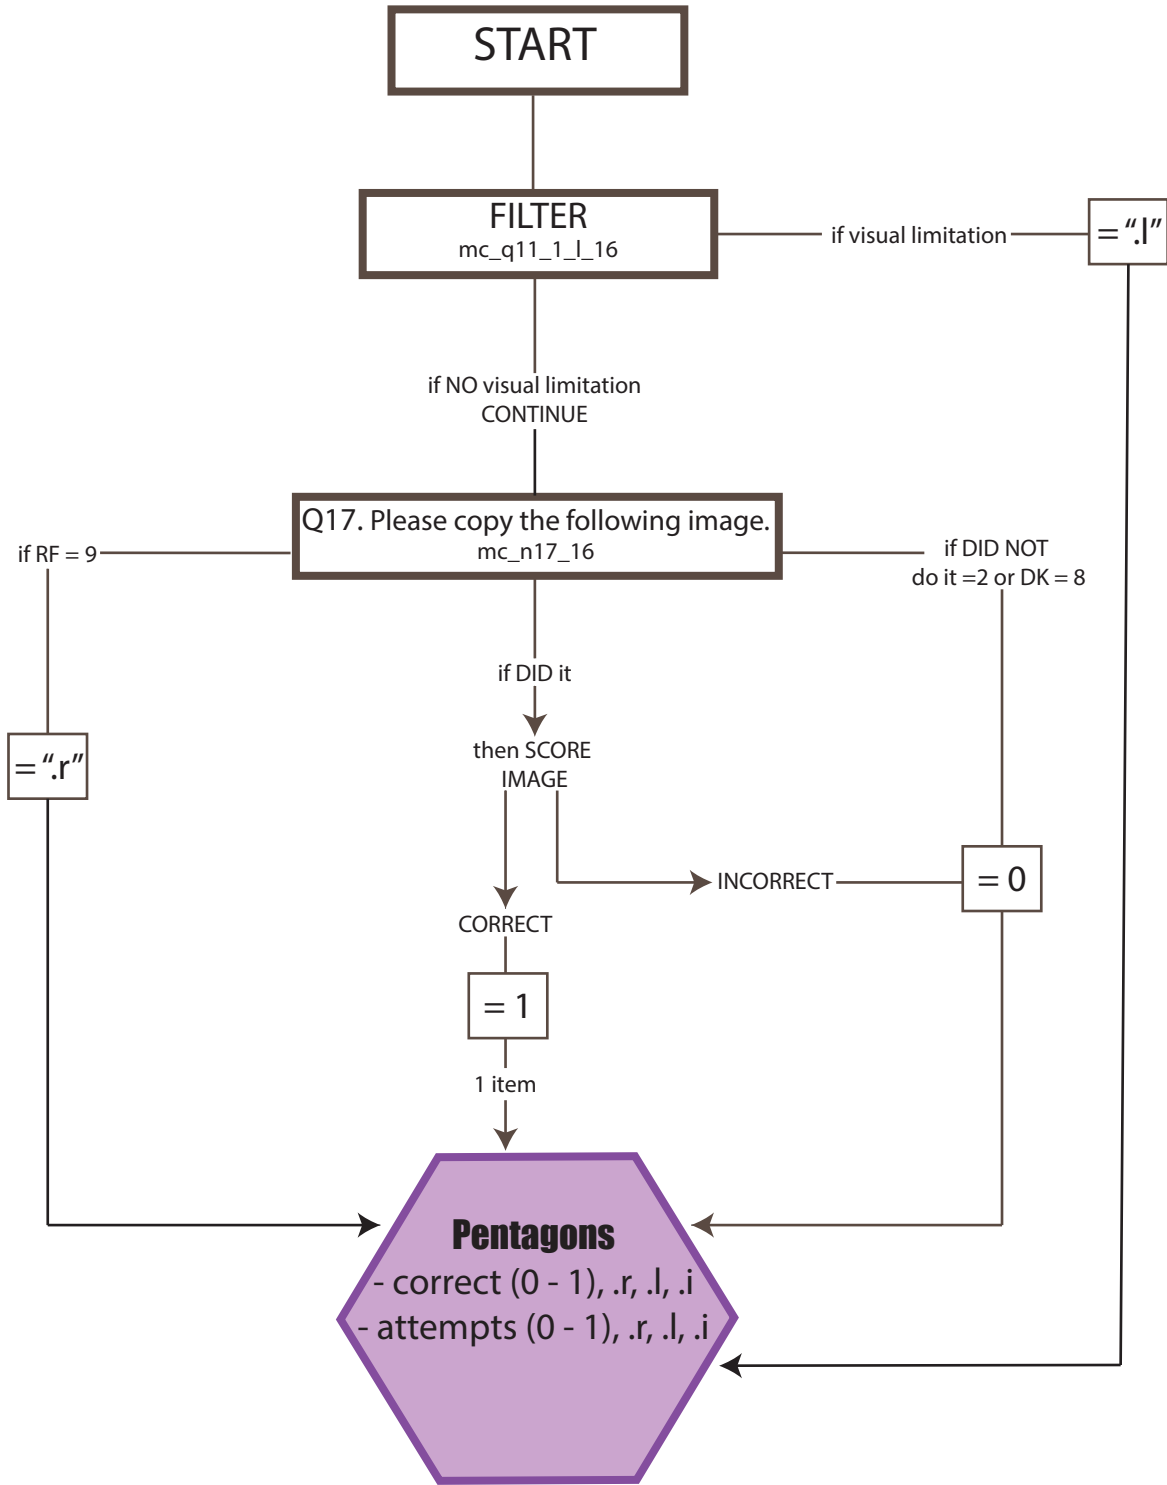 START
FILTER
mc_q11_1_l_16
if visual limitation
= “.l”
if NO visual limitation
CONTINUE
Q17. Please copy the following image.
mc_n17_16
if RF = 9
if DID NOT
do it =2 or DK = 8
if DID it
then SCORE
IMAGE
= “.r”
INCORRECT
= 0
CORRECT
= 1
1 item
Pentagons
- correct (0 - 1), .r, .l, .i
- attempts (0 - 1), .r, .l, .i